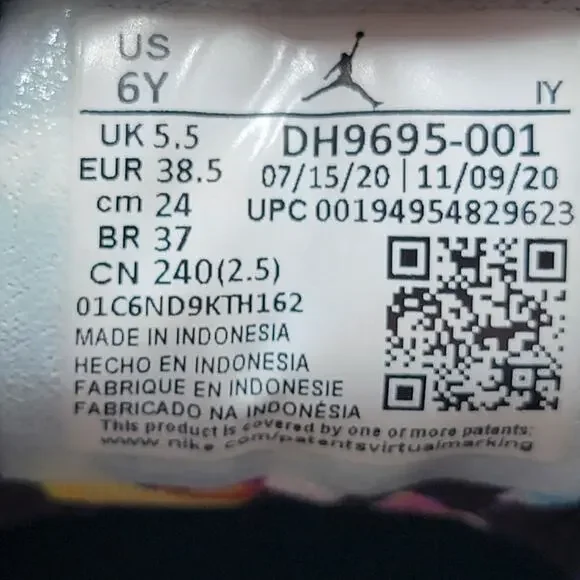 US
6Y
IY
UK 5.5
EUR 38.5
cm 24
BR 37
CN 240(2.5)
DH9695-001
07/15/20 | 11/09/20
UPC 00194954829623
01C6ND9KTH162
MADE IN INDONESIA
HECHO EN INDONESIA
FABRIQUE EN INDONESIE
FABRICADO NA INDONÉSIA
This product is covered by one or more patents:
www.nike.com/patentsvirtualmarking